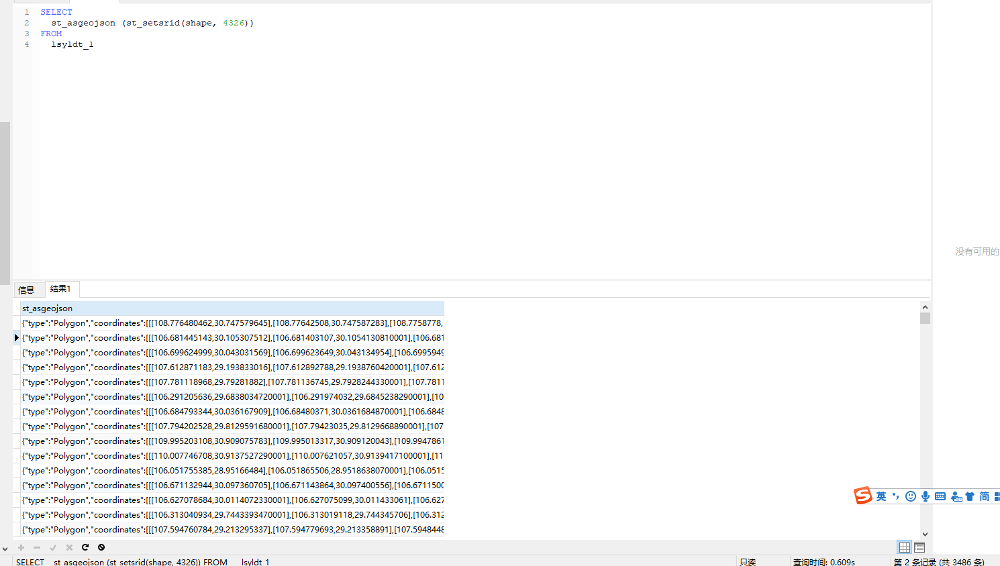 1 SELECT
2 st_asgeojson (st_setsrid(shape, 4326))
3 FROM
4 lsyldt_1
没有可用的
信息 结果1
st_asgeojson
{"type":"Polygon","coordinates":[[[108.776480462,30.747579645],[108.77642508,30.747587283],[108.7758778,
{"type":"Polygon","coordinates":[[[106.681445143,30.105307512],[106.681403107,30.1054130810001],[106.681
{"type":"Polygon","coordinates":[[[106.699624999,30.043031569],[106.699623649,30.043134954],[106.6995949
{"type":"Polygon","coordinates":[[[107.612871183,29.193833016],[107.612892788,29.1938760420001],[107.612
{"type":"Polygon","coordinates":[[[107.781118968,29.79281882],[107.781136745,29.7928244330001],[107.7811
{"type":"Polygon","coordinates":[[[106.291205636,29.6838034720001],[106.291974032,29.6845238290001],[10
{"type":"Polygon","coordinates":[[[106.684793344,30.036167909],[106.68480371,30.0361684870001],[106.6848
{"type":"Polygon","coordinates":[[[107.794202528,29.8129591680001],[107.79423035,29.8129668890001],[107
{"type":"Polygon","coordinates":[[[109.995203108,30.909075783],[109.995013317,30.909120043],[109.9947861
{"type":"Polygon","coordinates":[[[110.007746708,30.9137527290001],[110.007621057,30.9139417100001],[11
{"type":"Polygon","coordinates":[[[106.051755385,28.95166484],[106.051865506,28.9518638070001],[106.0515
{"type":"Polygon","coordinates":[[[106.671132944,30.097360705],[106.671143864,30.097400556],[106.671150
{"type":"Polygon","coordinates":[[[106.627078684,30.0114072330001],[106.627075099,30.011433061],[106.627
{"type":"Polygon","coordinates":[[[106.313040934,29.7443393470001],[106.313019118,29.744345706],[106.312
{"type":"Polygon","coordinates":[[[107.594760784,29.213295337],[107.594779693,29.213358891],[107.5948448
英 简
SELECT st_asgeojson (st_setsrid(shape, 4326)) FROM lsyldt_1 只读 查询时间: 0.609s 第 2 条记录 (共 3486 条)